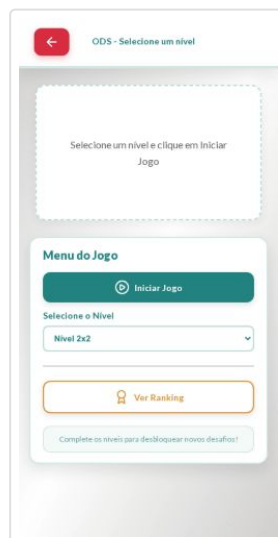 ODS - Selecione um nível
Selecione um nível e clique em Iniciar
Jogo
Menu do Jogo
Iniciar Jogo
Selecione o Nível
Nível 2x2
Ver Ranking
Complete os níveis para desbloquear novos desafios!